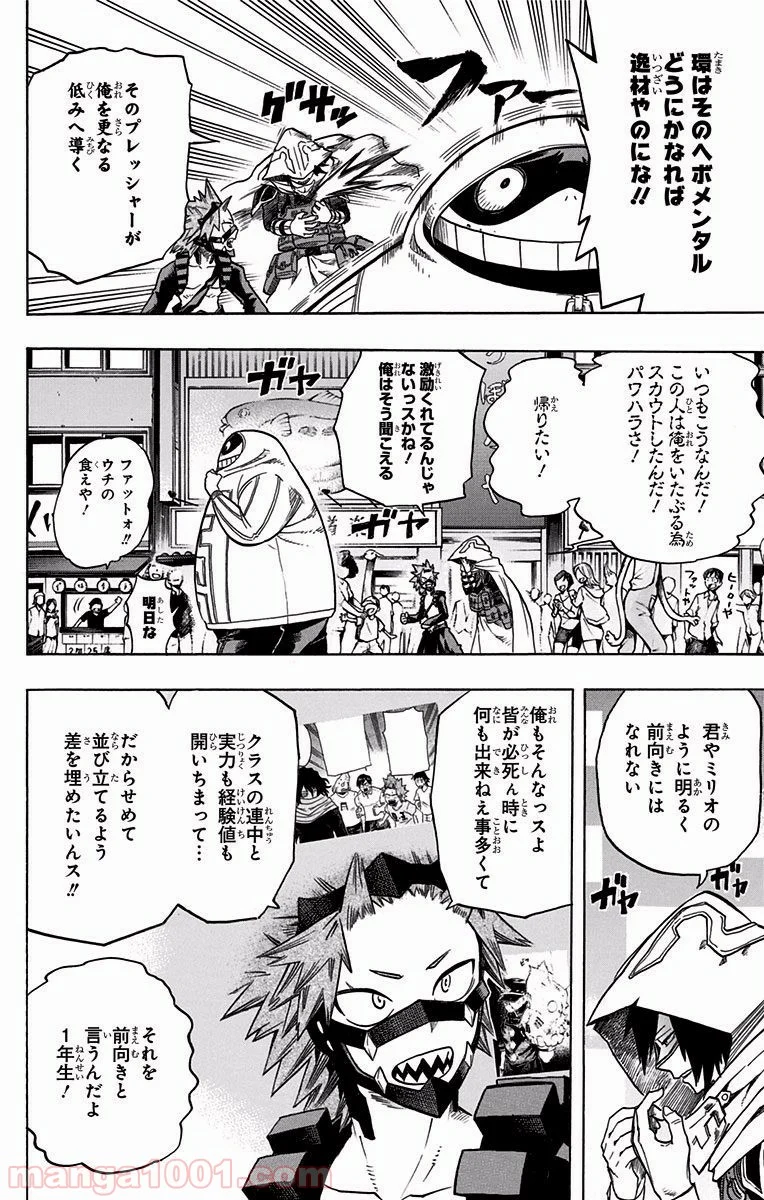 環はそのヘボメンタル
どうにかなれば
逸材やのにな!!
ファー
グサッ
そのプレッシャーが
俺を更なる
低みへ導く
いつもこうなんだ!
この人は俺をいたぶる為
スカウトしたんだ!
パワハラさ!
帰りたい!
激励くれてるんじゃ
ないっスかね!
俺はそう聞こえる
ガヤ
ガヤ
ファットォ!!
ウチの
食えや!
明日な
君やミリオの
ように明るく
前向きには
なれない
ガヤ
ガヤ
俺もそんなっスよ
皆が必死ん時に
何も出来ねえ事多くて
クラスの連中と
実力も経験値も
開いちまって…
だからせめて
並び立てるよう
差を埋めたいんス!!
それを
前向きと
言うんだよ
1年生!
manga1001.com